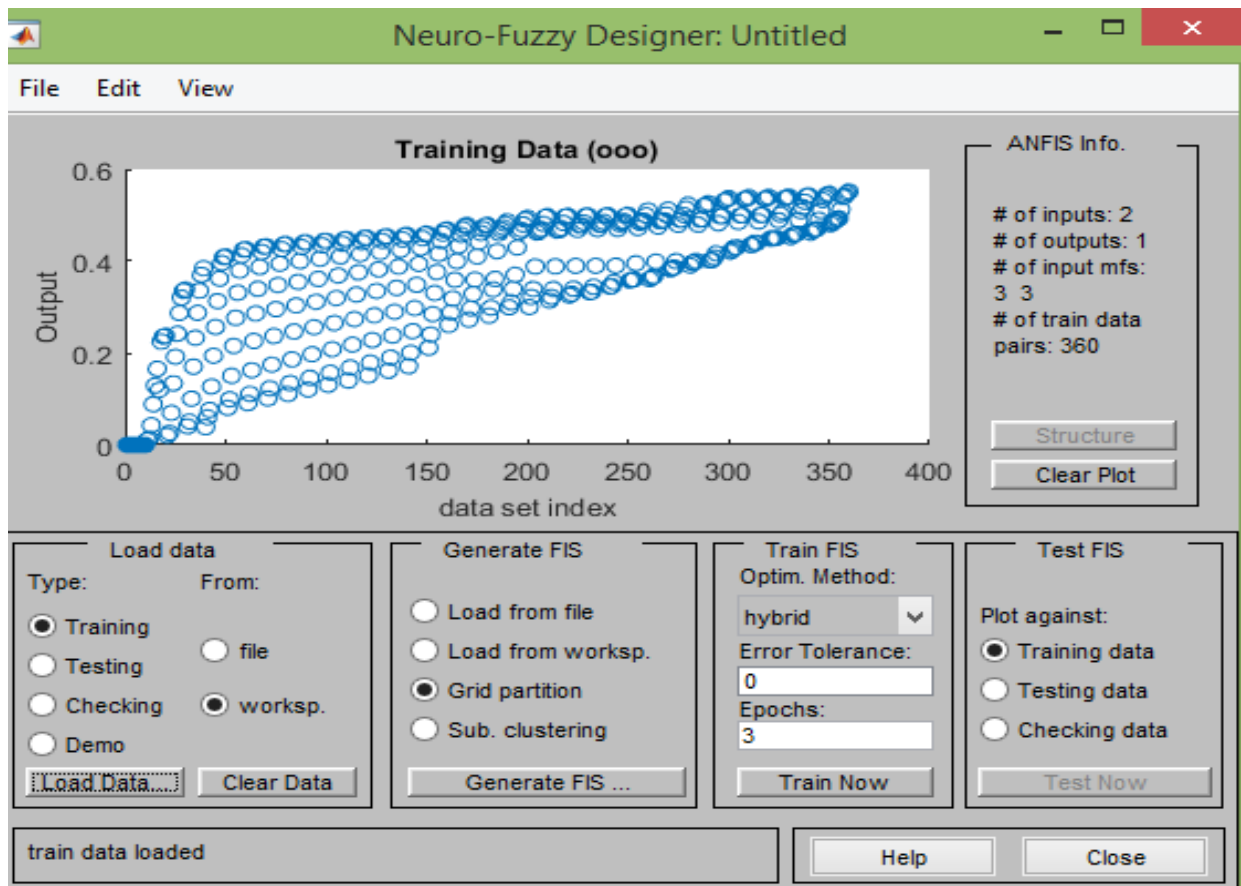 Neuro-Fuzzy Designer: Untitled
File Edit View
Training Data (ooo)
0.6
0.4
0.2
0
Output
0 50 100 150 200 250 300 350 400
data set index
ANFIS Info.
# of inputs: 2
# of outputs: 1
# of input mfs:
3 3
# of train data
pairs: 360
Structure
Clear Plot
Load data
Type: From:
Training
file
Testing
Checking
worksp.
Demo
Load Data...
Clear Data
Generate FIS
Load from file
Load from worksp.
Grid partition
Sub. clustering
Generate FIS ...
Train FIS
Optim. Method:
hybrid
Error Tolerance:
0
Epochs:
3
Train Now
Test FIS
Plot against:
Training data
Testing data
Checking data
Test Now
train data loaded
Help
Close